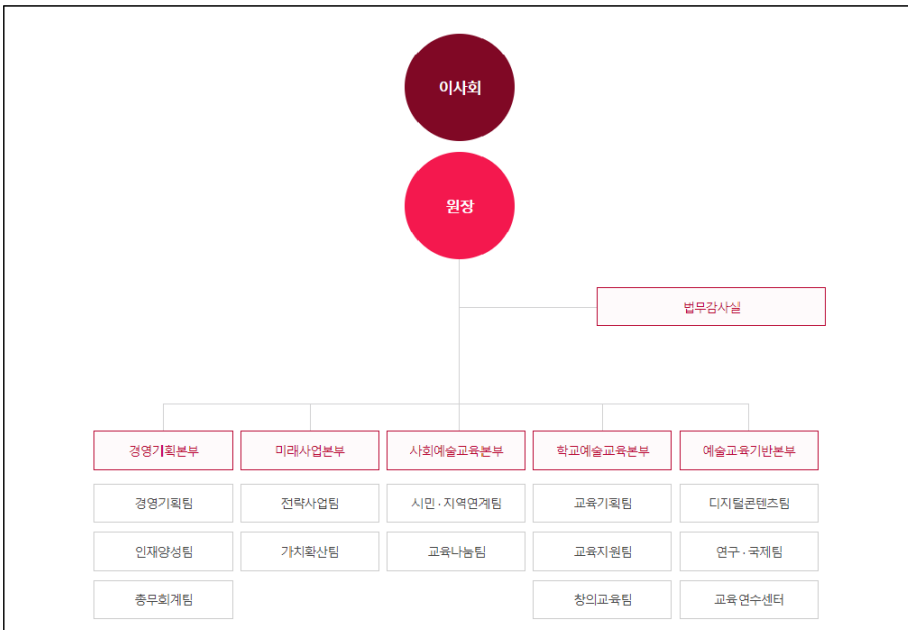 이사회
원장
법무감사실
경영기획본부 미래사업본부 사회예술교육본부 학교예술교육본부 예술교육기반본부
경영기획팀 전략사업팀 시민·지역연계팀 교육기획팀 디지털콘텐츠팀
인재양성팀 가치확산팀 교육나눔팀 교육지원팀 연구·국제팀
총무회계팀 창의교육팀 교육연수센터